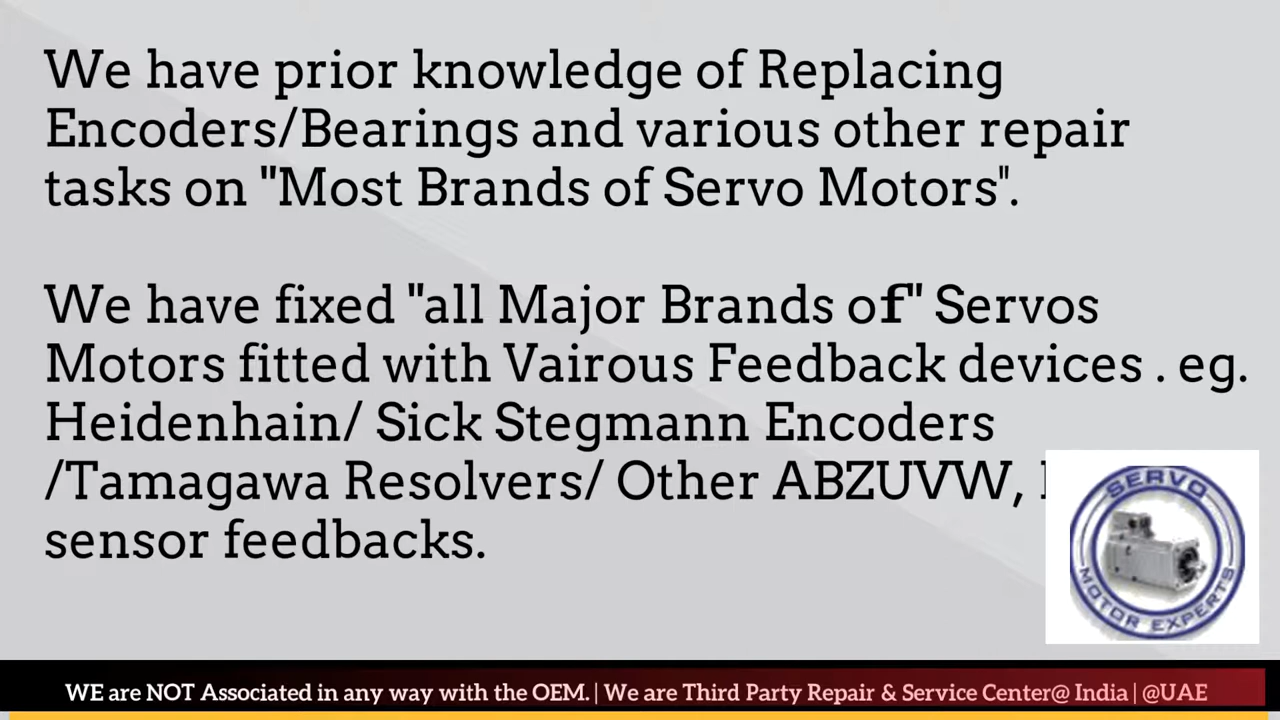 We have prior knowledge of Replacing
Encoders/Bearings and various other repair
tasks on "Most Brands of Servo Motors".
We have fixed "all Major Brands of" Servos
Motors fitted with Vairous Feedback devices . eg.
Heidenhain/ Sick Stegmann Encoders
/Tamagawa Resolvers/ Other ABZUVW,
sensor feedbacks.
SERVO
MOTOR EXPERTS
WE are NOT Associated in any way with the OEM. | We are Third Party Repair & Service Center@ India | @UAE